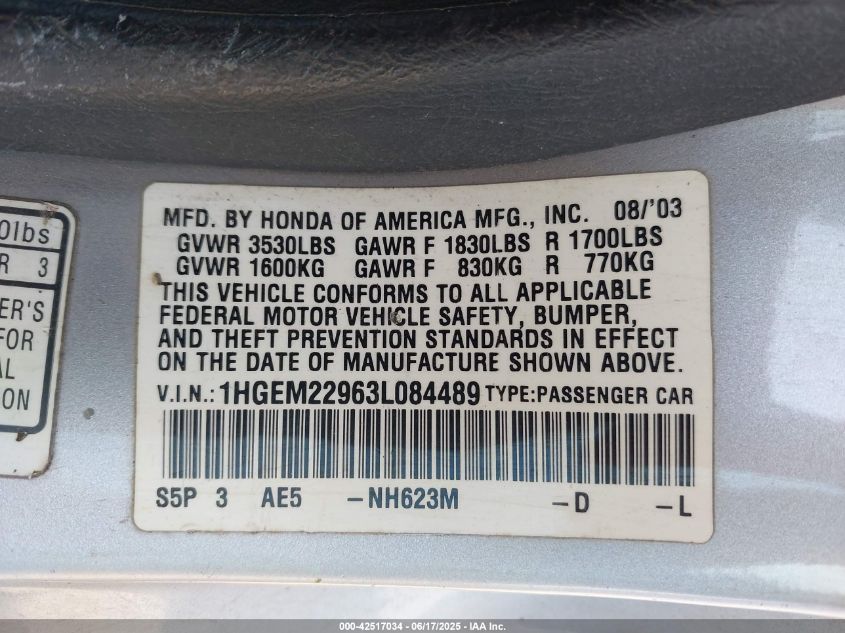 0lbs
R 3
ER'S
FOR
AL
ON
MFD. BY HONDA OF AMERICA MFG., INC. 08/'03
GVWR 3530LBS GAWR F 1830LBS R 1700LBS
GVWR 1600KG GAWR F 830KG R 770KG
THIS VEHICLE CONFORMS TO ALL APPLICABLE
FEDERAL MOTOR VEHICLE SAFETY, BUMPER,
AND THEFT PREVENTION STANDARDS IN EFFECT
ON THE DATE OF MANUFACTURE SHOWN ABOVE.
V.I.N.: 1HGEM22963L084489 TYPE:PASSENGER CAR
S5P 3 AE5 -NH623M -D -L
000-42517034 - 06/17/2025 - IAA Inc.